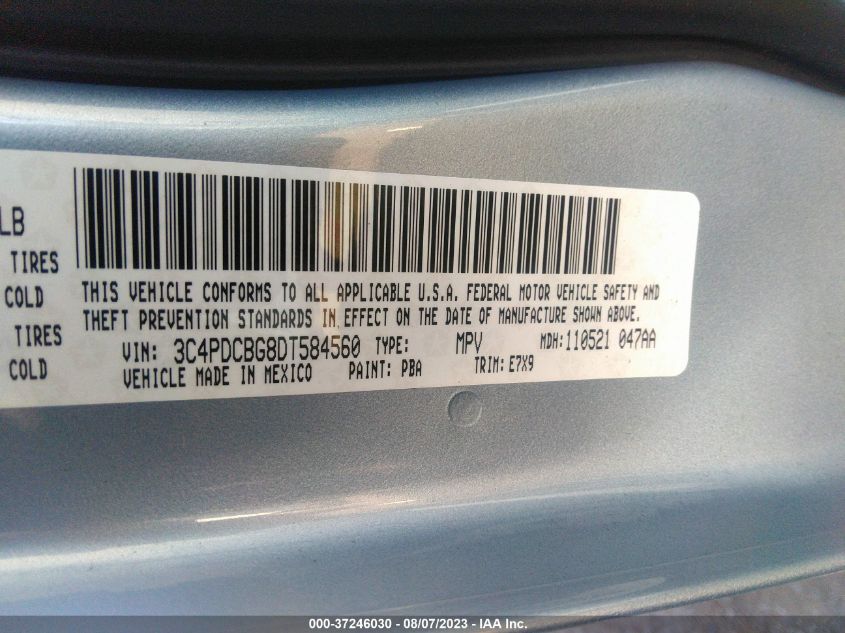 LB
TIRES
COLD
TIRES
COLD
THIS VEHICLE CONFORMS TO ALL APPLICABLE U.S.A. FEDERAL MOTOR VEHICLE SAFETY AND
THEFT PREVENTION STANDARDS IN EFFECT ON THE DATE OF MANUFACTURE SHOWN ABOVE.
VIN: 3C4PDCBG8DT584560 TYPE: MPV MDH:110521 047AA
VEHICLE MADE IN MEXICO PAINT: PBA TRIM: E7X9
000-37246030 - 08/07/2023 - IAA Inc.